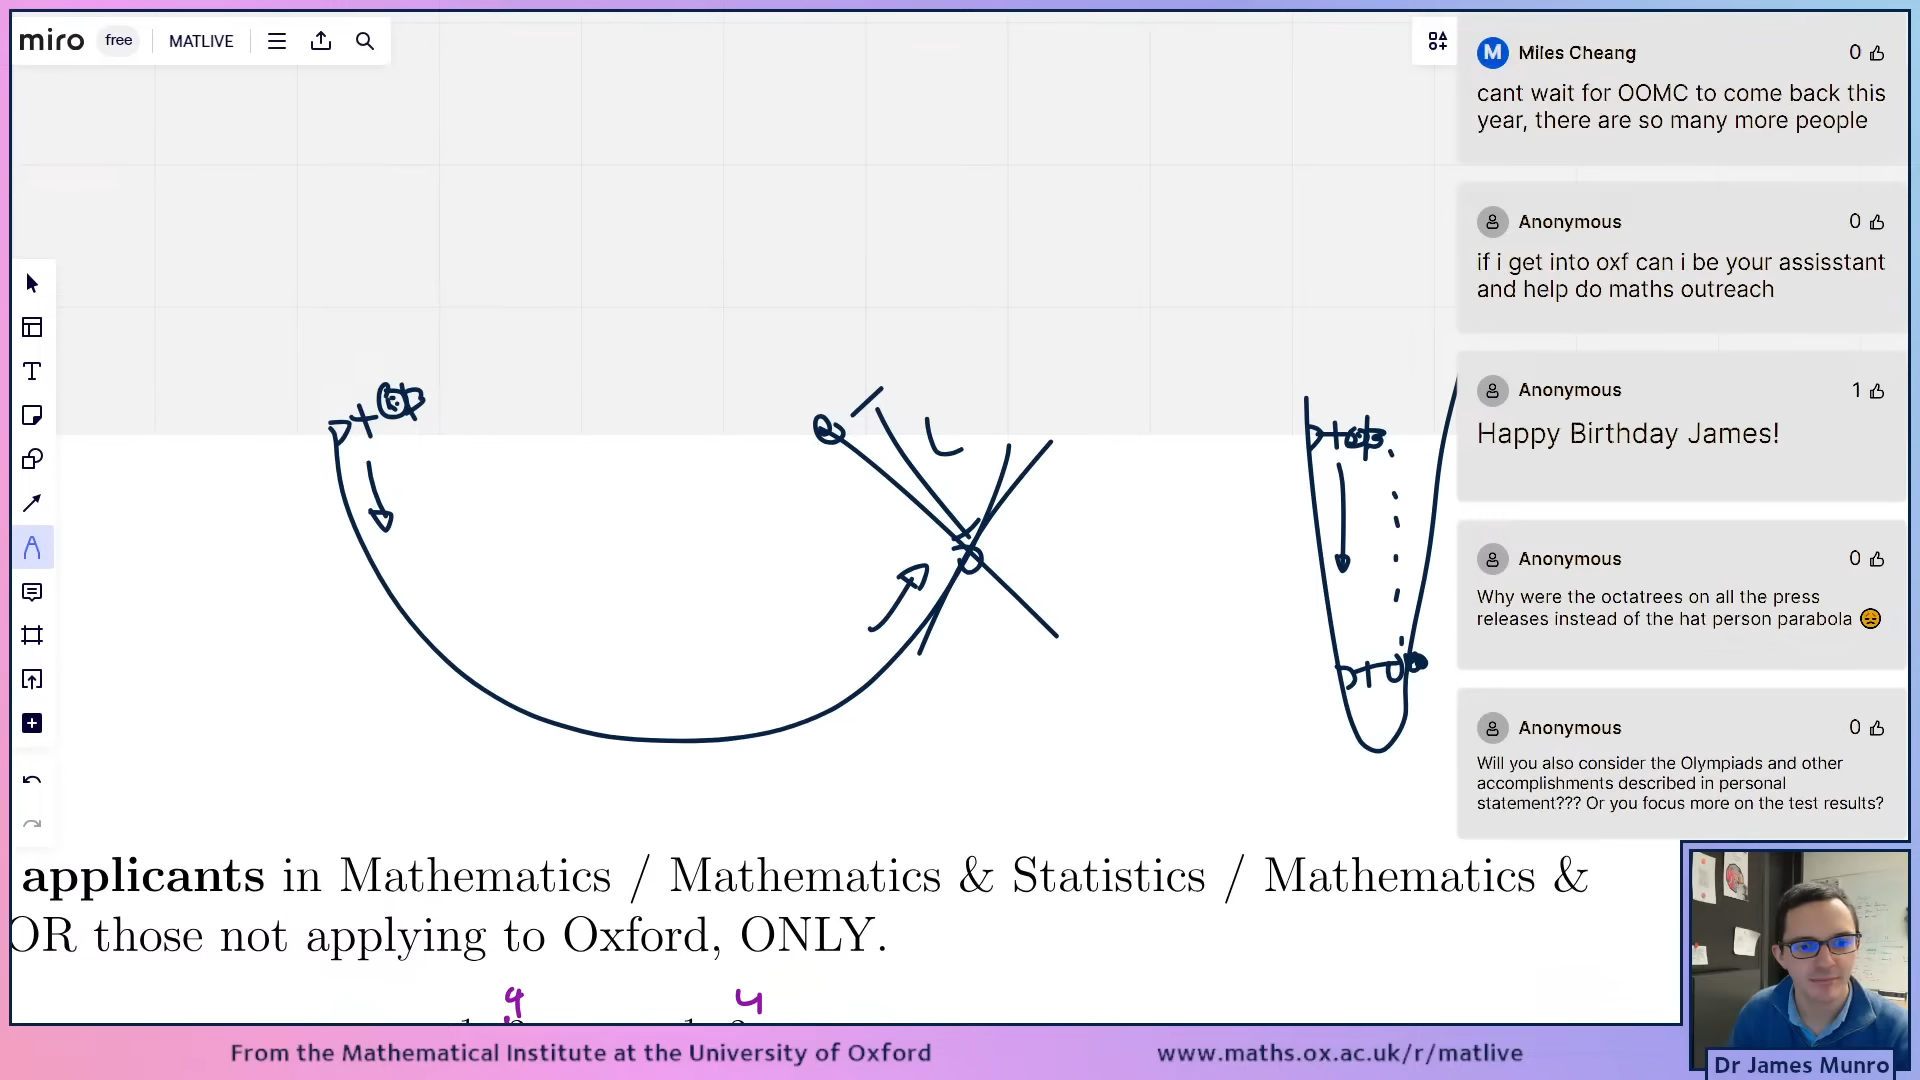 miro free MATLIVE
Miles Cheang 0
cant wait for OOMC to come back this
year, there are so many more people
Anonymous 0
if i get into oxf can i be your assisstant
and help do maths outreach
Anonymous 1
Happy Birthday James!
Anonymous 0
Why were the octatrees on all the press
releases instead of the hat person parabola 😔
Anonymous 0
Will you also consider the Olympiads and other
accomplishments described in personal
statement??? Or you focus more on the test results?
applicants in Mathematics / Mathematics & Statistics / Mathematics &
OR those not applying to Oxford, ONLY.
4
From the Mathematical Institute at the University of Oxford
www.maths.ox.ac.uk/r/matlive
Dr James Munro